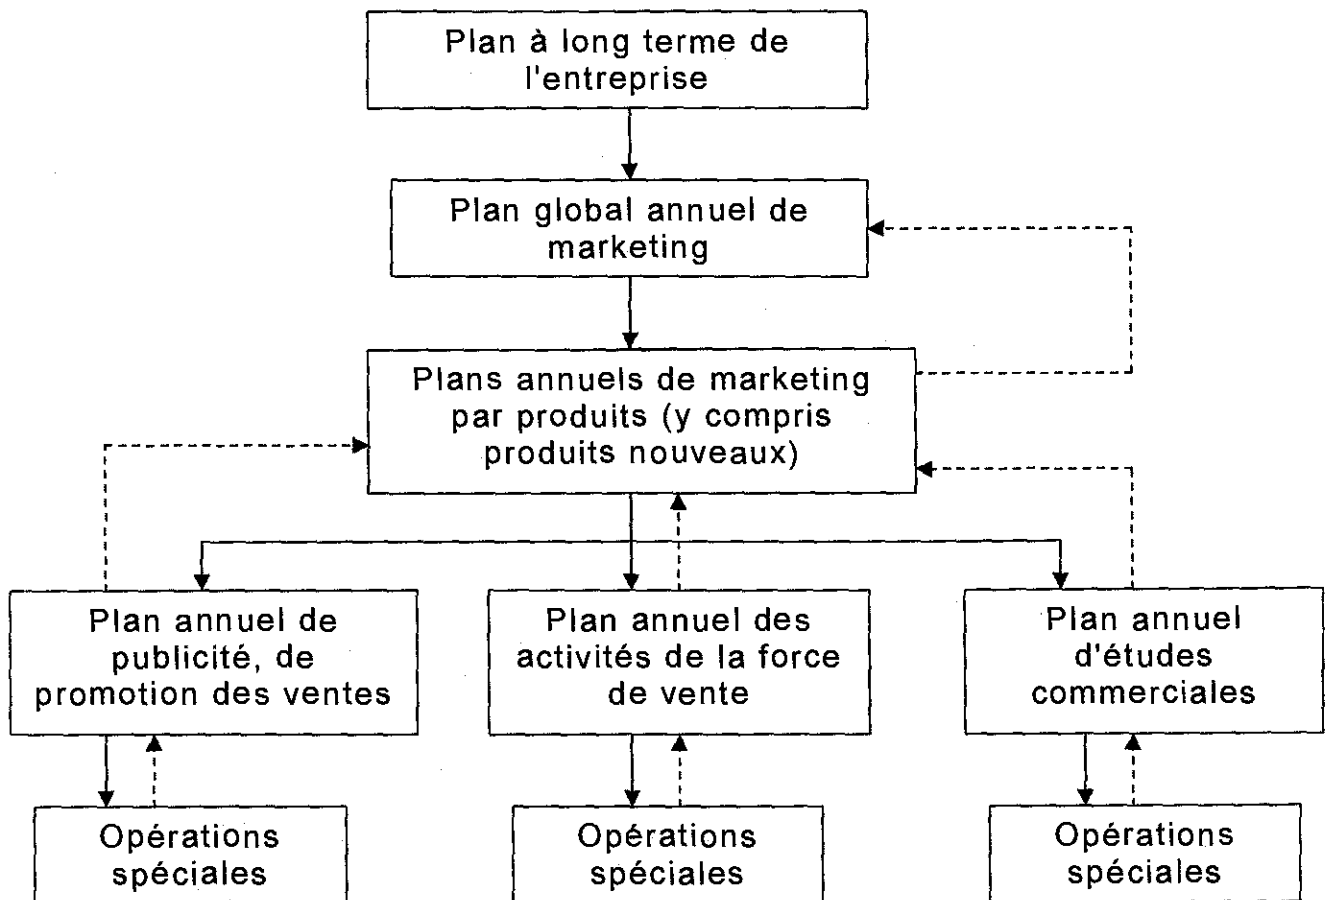 Plan à long terme de
l'entreprise
Plan global annuel de
marketing
Plans annuels de marketing
par produits (y compris
produits nouveaux)
Plan annuel de
publicité, de
promotion des ventes
Plan annuel des
activités de la force
de vente
Plan annuel
d'études
commerciales
Opérations
spéciales
Opérations
spéciales
Opérations
spéciales